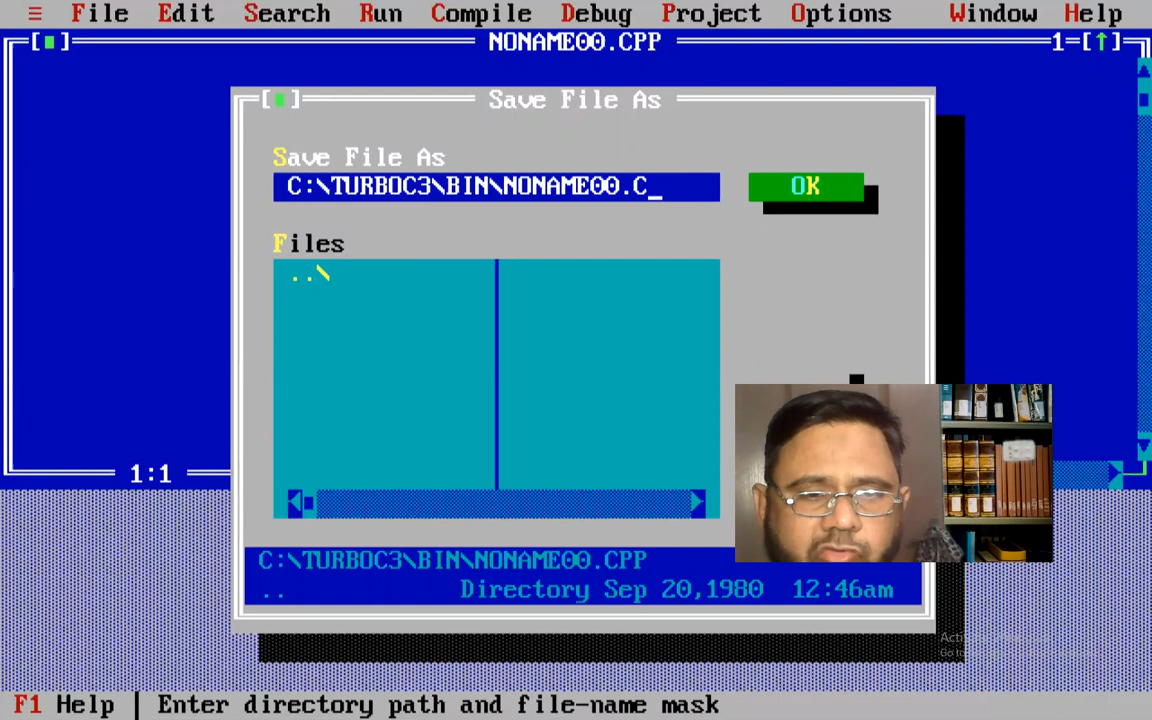 ≡ File Edit Search Run Compile Debug Project Options Window Help
[■] NONAME00.CPP 1=[↑]
[■] Save File As
Save File As
C:\TURBOC3\BIN\NONAME00.C_
OK
Files
..\
1:1
C:\TURBOC3\BIN\NONAME00.CPP
.. Directory Sep 20,1980 12:46am
F1 Help | Enter directory path and file-name mask